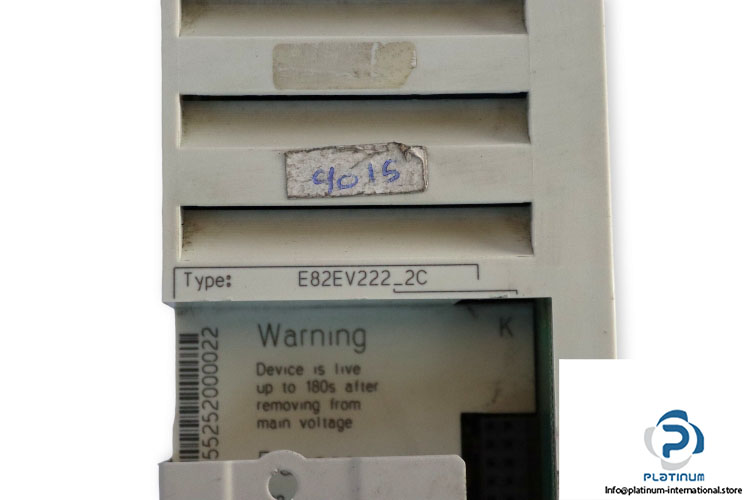 9015
Type: E82EV222_2C
Warning
K
Device is live
up to 180s after
removing from
main voltage
55252000022
PLATINUM
Info@platinum-international.store